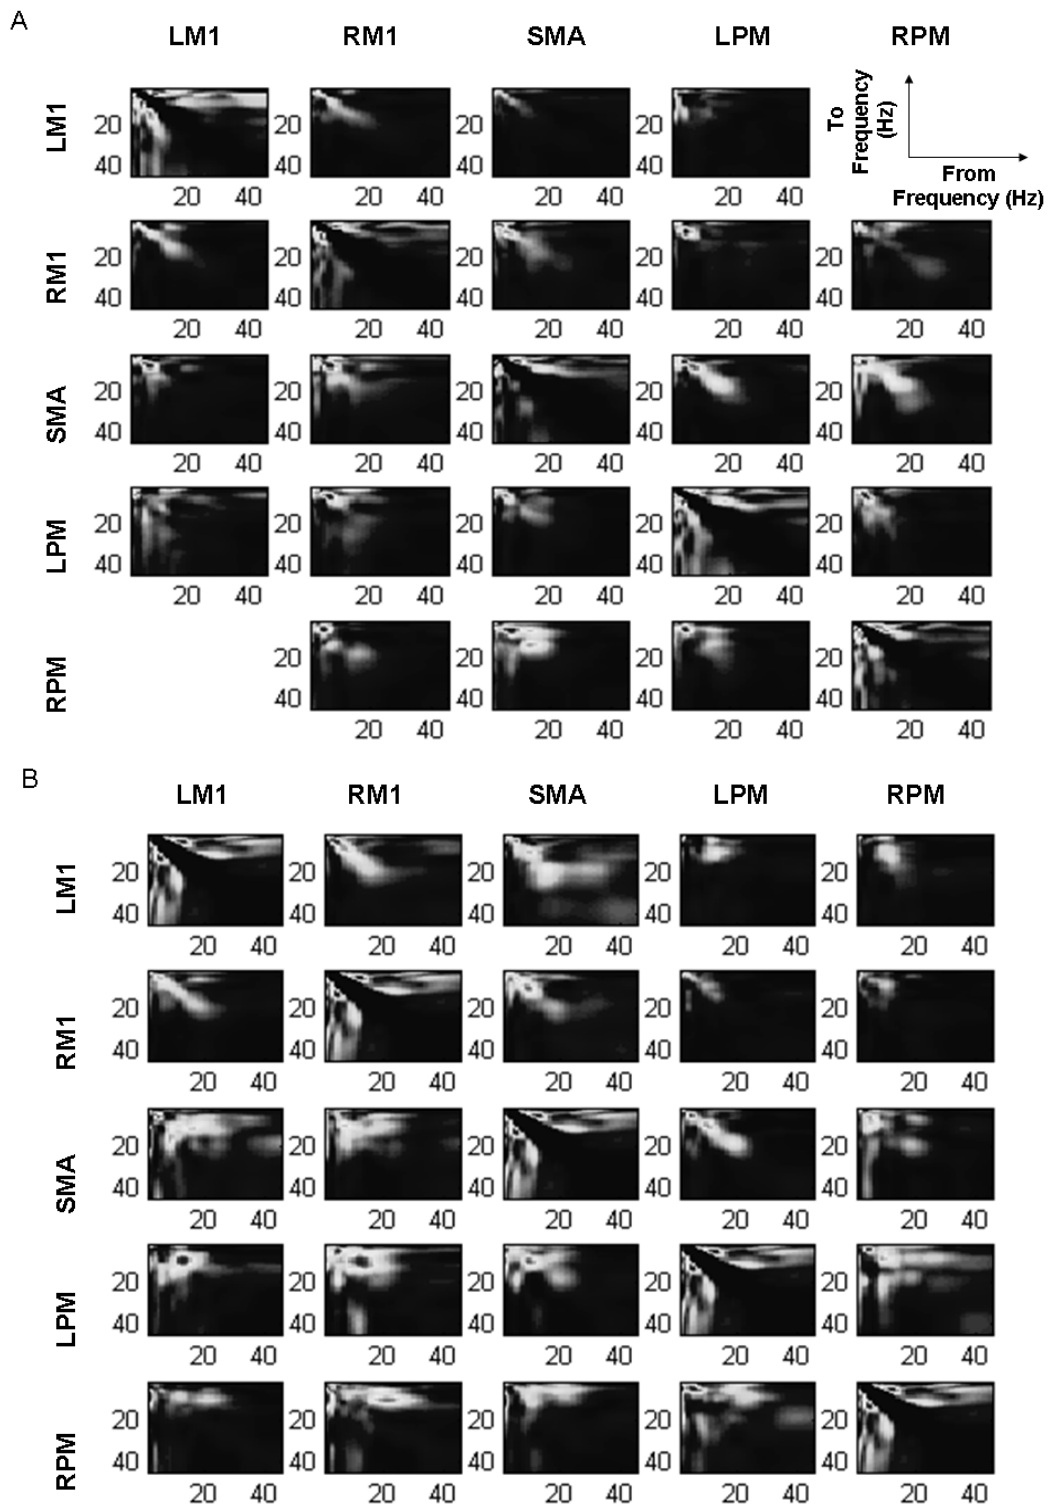 A
LM1 RM1 SMA LPM RPM
LM1
20 20 20 20
40 40 40 40
20 40 20 40 20 40 20 40
To
Frequency
(Hz)
From
Frequency (Hz)
RM1
20 20 20 20 20
40 40 40 40 40
20 40 20 40 20 40 20 40 20 40
SMA
20 20 20 20 20
40 40 40 40 40
20 40 20 40 20 40 20 40 20 40
LPM
20 20 20 20 20
40 40 40 40 40
20 40 20 40 20 40 20 40 20 40
RPM
20 20 20 20
40 40 40 40
20 40 20 40 20 40 20 40
B
LM1 RM1 SMA LPM RPM
LM1
20 20 20 20 20
40 40 40 40 40
20 40 20 40 20 40 20 40 20 40
RM1
20 20 20 20 20
40 40 40 40 40
20 40 20 40 20 40 20 40 20 40
SMA
20 20 20 20 20
40 40 40 40 40
20 40 20 40 20 40 20 40 20 40
LPM
20 20 20 20 20
40 40 40 40 40
20 40 20 40 20 40 20 40 20 40
RPM
20 20 20 20 20
40 40 40 40 40
20 40 20 40 20 40 20 40 20 40